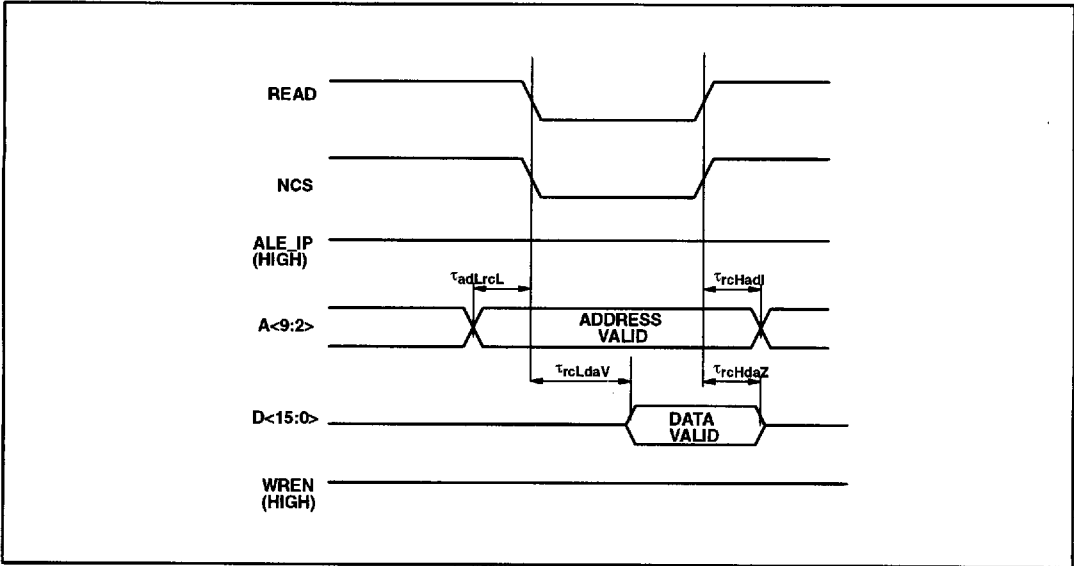 READ
NCS
ALE_IP
(HIGH)
τadLrcL
τrcHadI
A<9:2>
ADDRESS
VALID
τrcLdaV
τrcHdaZ
D<15:0>
DATA
VALID
WREN
(HIGH)